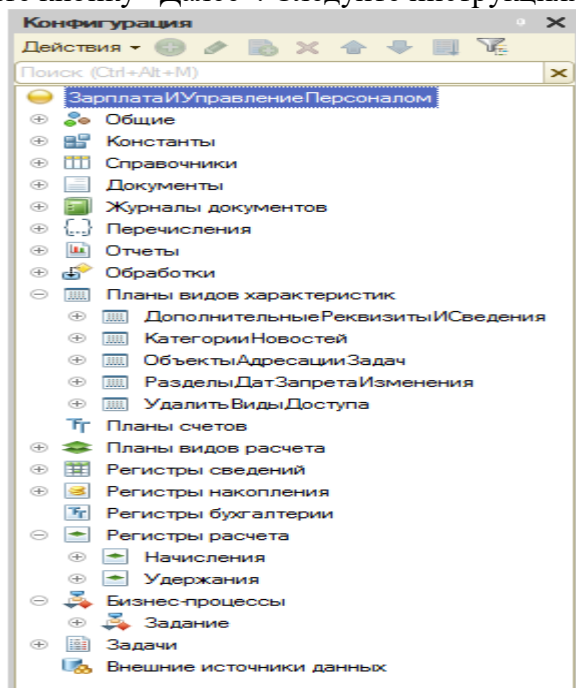 Конфигурация
Действия
Поиск (Ctrl+Alt+M)
ЗарплатаИУправлениеПерсоналом
Общие
Константы
Справочники
Документы
Журналы документов
Перечисления
Отчеты
Обработки
Планы видов характеристик
ДополнительныеРеквизитыИСведения
КатегорииНовостей
ОбъектыАдресацииЗадач
РазделыДатЗапретаИзменения
УдалитьВидыДоступа
Планы счетов
Планы видов расчета
Регистры сведений
Регистры накопления
Регистры бухгалтерии
Регистры расчета
Начисления
Удержания
Бизнес-процессы
Задание
Задачи
Внешние источники данных